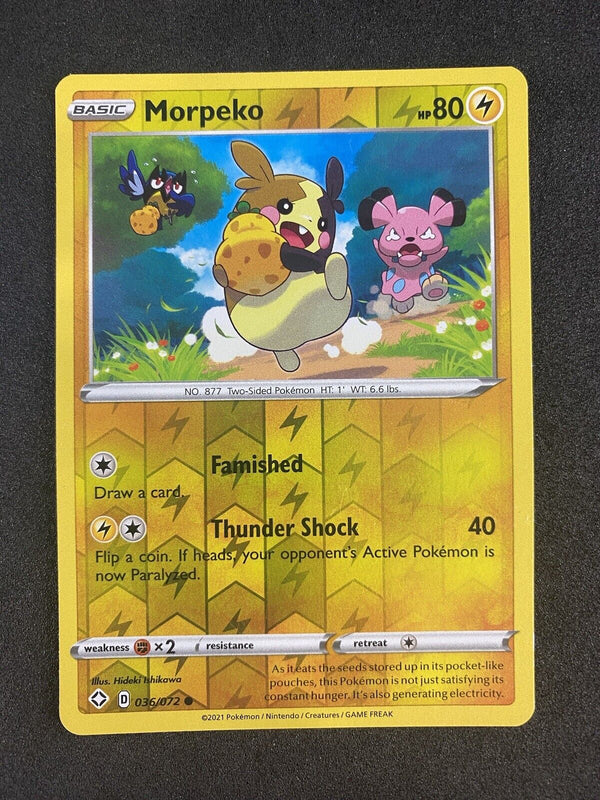 BASIC Morpeko HP80
NO. 877 Two-Sided Pokémon HT: 1' WT: 6.6 lbs.
Famished
Draw a card.
Thunder Shock 40
Flip a coin. If heads, your opponent's Active Pokémon is
now Paralyzed.
weakness ×2 resistance retreat
Illus. Hideki Ishikawa
D 036/072
As it eats the seeds stored up in its pocket-like
pouches, this Pokémon is not just satisfying its
constant hunger. It's also generating electricity.
©2021 Pokémon / Nintendo / Creatures / GAME FREAK